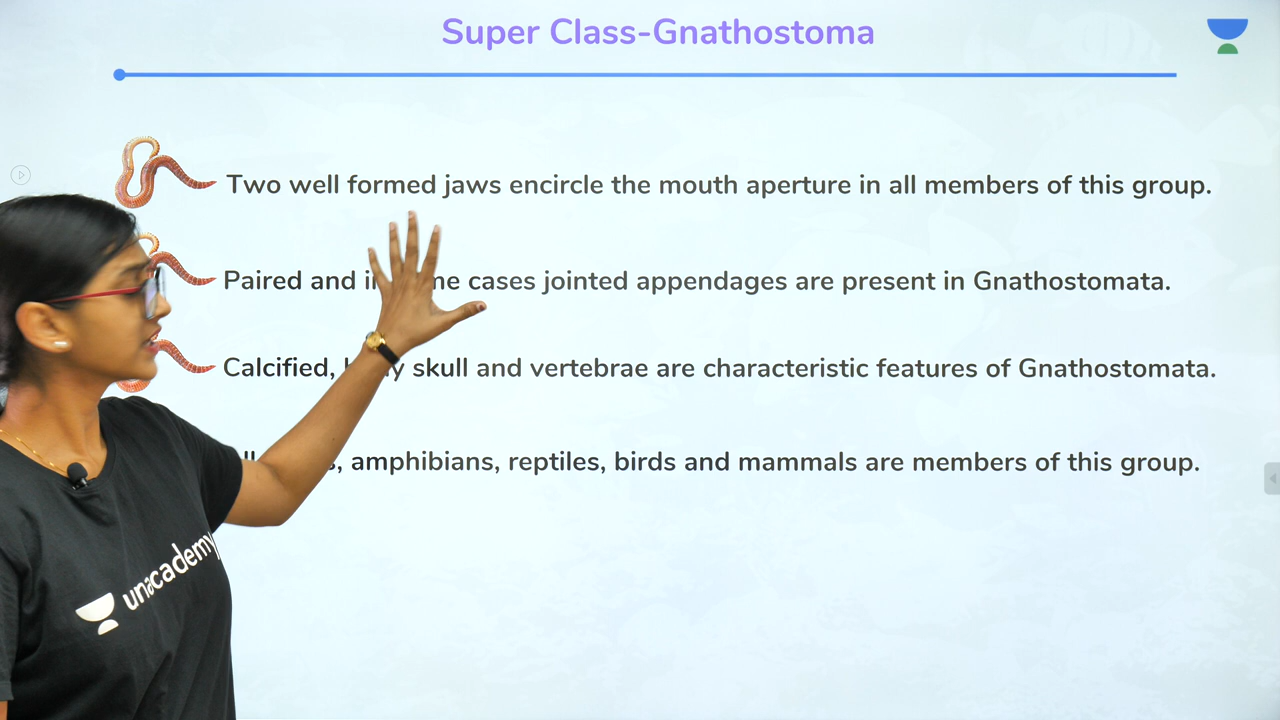 Super Class-Gnathostoma
Two well formed jaws encircle the mouth aperture in all members of this group.
Paired and in cases jointed appendages are present in Gnathostomata.
Calcified, skull and vertebrae are characteristic features of Gnathostomata.
amphibians, reptiles, birds and mammals are members of this group.
unacademy